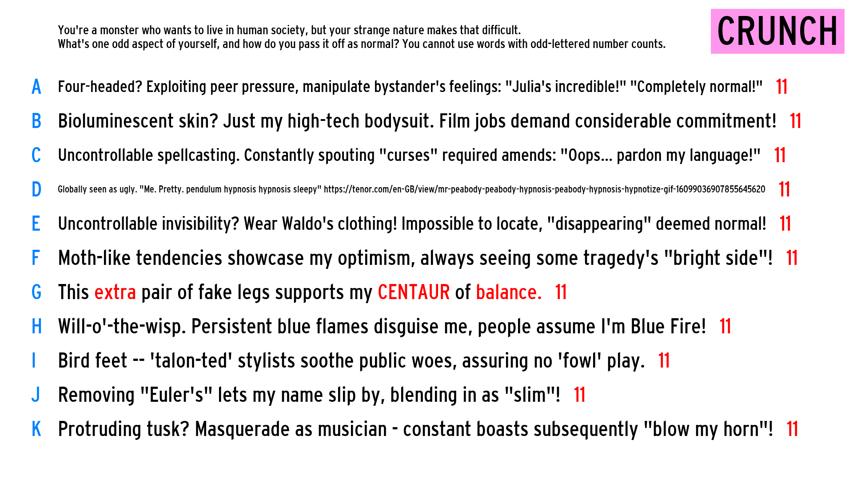 You're a monster who wants to live in human society, but your strange nature makes that difficult.
What's one odd aspect of yourself, and how do you pass it off as normal? You cannot use words with odd-lettered number counts.
CRUNCH
A Four-headed? Exploiting peer pressure, manipulate bystander's feelings: "Julia's incredible!" "Completely normal!" 11
B Bioluminescent skin? Just my high-tech bodysuit. Film jobs demand considerable commitment! 11
C Uncontrollable spellcasting. Constantly spouting "curses" required amends: "Oops... pardon my language!" 11
D Globally seen as ugly. "Me. Pretty. pendulum hypnosis hypnosis sleepy" https://tenor.com/en-GB/view/mr-peabody-peabody-hypnosis-peabody-hypnosis-hypnotize-gif-16099036907855645620 11
E Uncontrollable invisibility? Wear Waldo's clothing! Impossible to locate, "disappearing" deemed normal! 11
F Moth-like tendencies showcase my optimism, always seeing some tragedy's "bright side"! 11
G This extra pair of fake legs supports my CENTAUR of balance. 11
H Will-o'-the-wisp. Persistent blue flames disguise me, people assume I'm Blue Fire! 11
I Bird feet -- 'talon-ted' stylists soothe public woes, assuring no 'fowl' play. 11
J Removing "Euler's" lets my name slip by, blending in as "slim"! 11
K Protruding tusk? Masquerade as musician - constant boasts subsequently "blow my horn"! 11